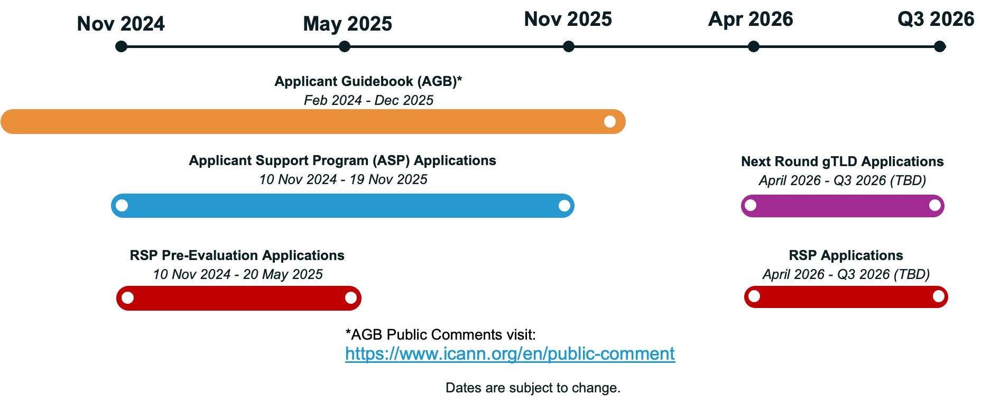 Nov 2024
May 2025
Nov 2025
Apr 2026
Q3 2026
Applicant Guidebook (AGB)*
Feb 2024 - Dec 2025
Applicant Support Program (ASP) Applications
10 Nov 2024 - 19 Nov 2025
Next Round gTLD Applications
April 2026 - Q3 2026 (TBD)
RSP Pre-Evaluation Applications
10 Nov 2024 - 20 May 2025
RSP Applications
April 2026 - Q3 2026 (TBD)
*AGB Public Comments visit:
https://www.icann.org/en/public-comment
Dates are subject to change.